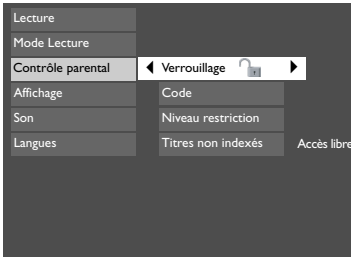 Lecture
Mode Lecture
Contrôle parental
Verrouillage
Affichage
Code
Son
Niveau restriction
Langues
Titres non indexés
Accès libre